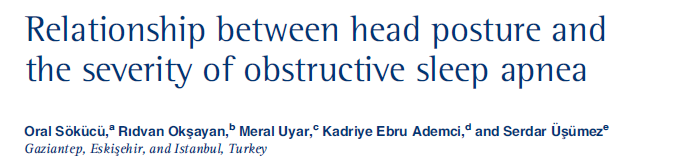 Relationship between head posture and
the severity of obstructive sleep apnea
Oral Sökücü,a Rıdvan Okşayan,b Meral Uyar,c Kadriye Ebru Ademci,d and Serdar Üşümeze
Gaziantep, Eskişehir, and Istanbul, Turkey